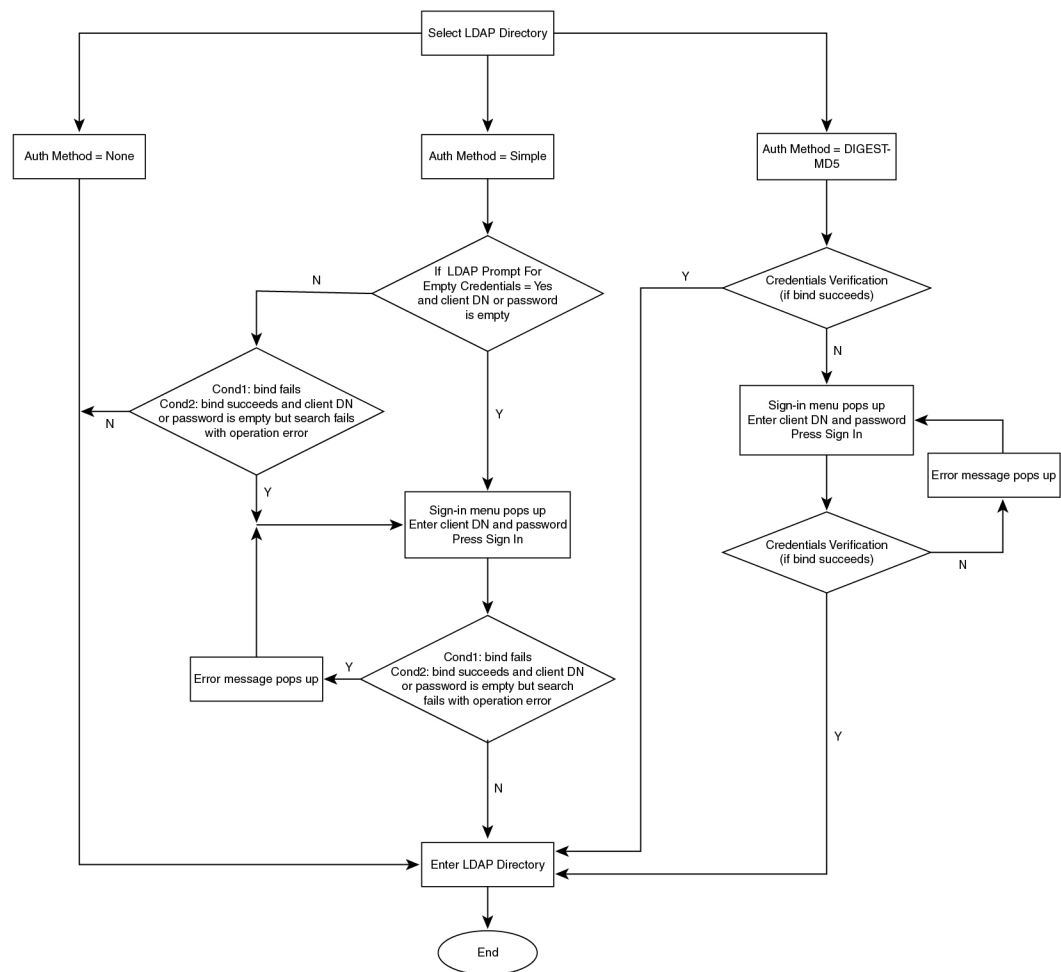 Select LDAP Directory
Auth Method = None
Auth Method = Simple
Auth Method = DIGEST-
MD5
If LDAP Prompt For
Empty Credentials = Yes
and client DN or password
is empty
N
Y
Credentials Verification
(if bind succeeds)
Y
N
Cond1: bind fails
Cond2: bind succeeds and client DN
or password is empty but search fails
with operation error
N
Y
Sign-in menu pops up
Enter client DN and password
Press Sign In
Sign-in menu pops up
Enter client DN and password
Press Sign In
Error message pops up
Credentials Verification
(if bind succeeds)
N
Y
Cond1: bind fails
Cond2: bind succeeds and client DN
or password is empty but search
fails with operation error
Y
Error message pops up
N
Enter LDAP Directory
End